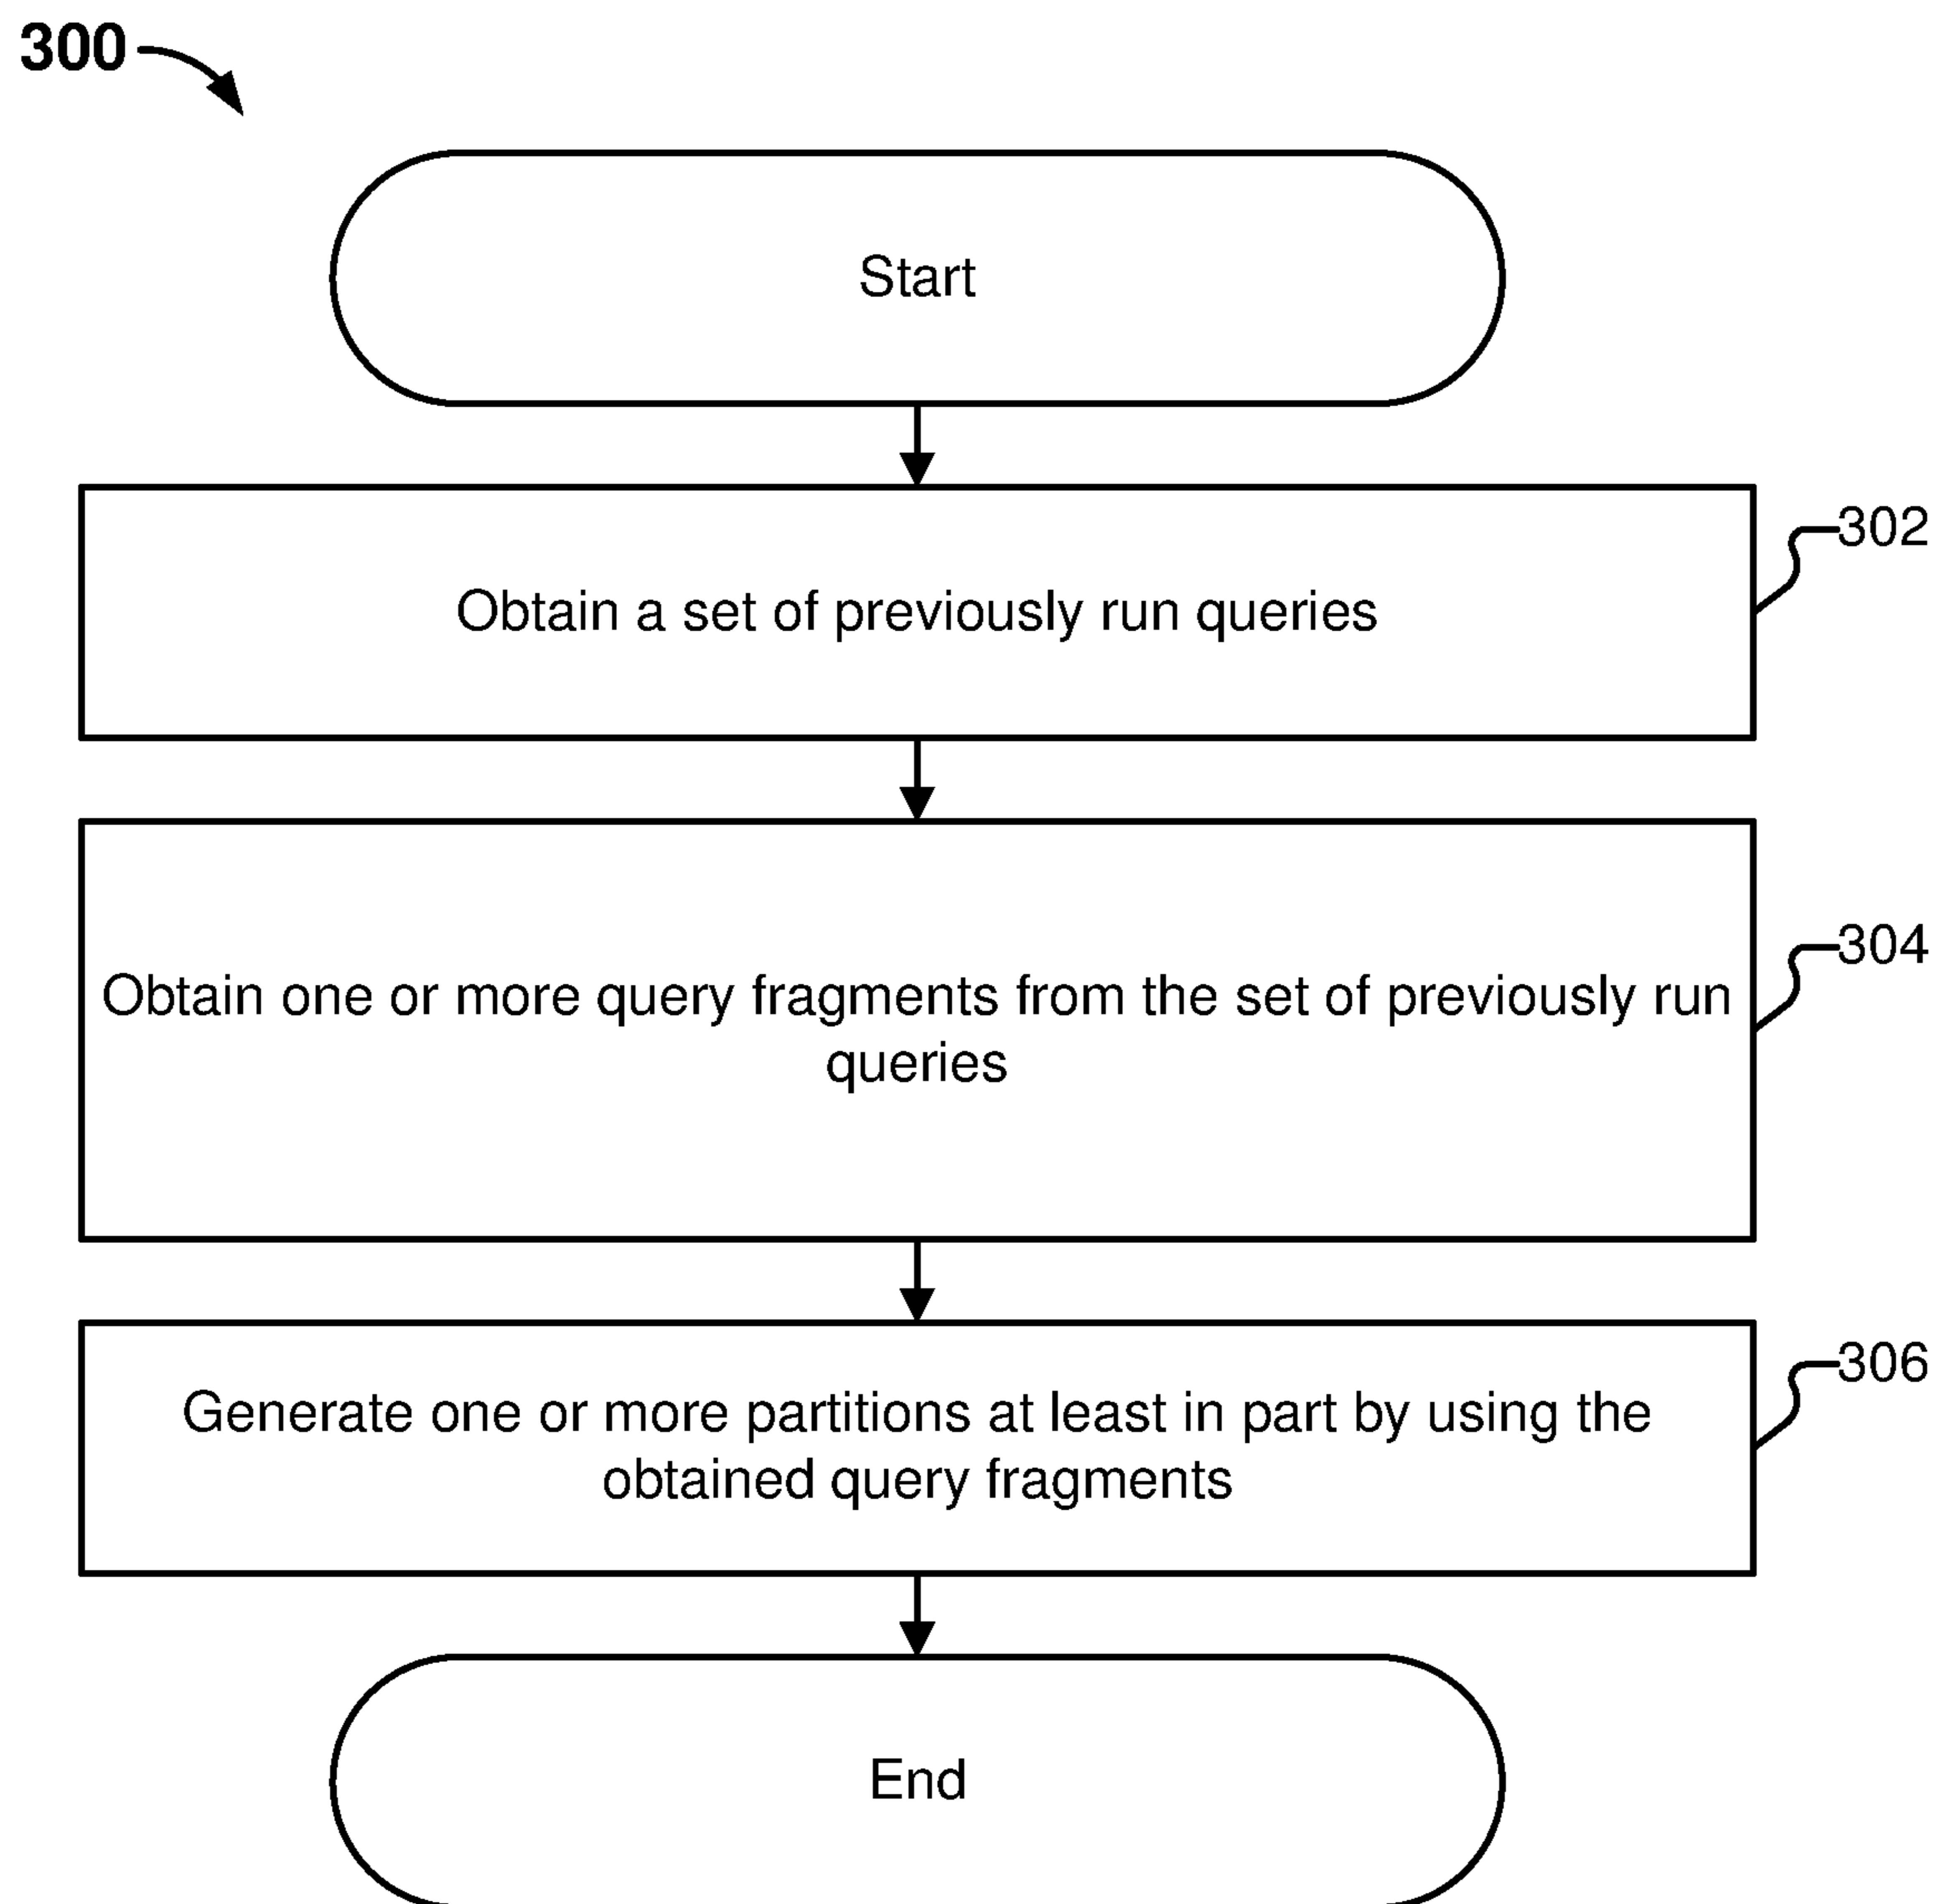 300
Start
Obtain a set of previously run queries
302
Obtain one or more query fragments from the set of previously run
queries
304
Generate one or more partitions at least in part by using the
obtained query fragments
306
End